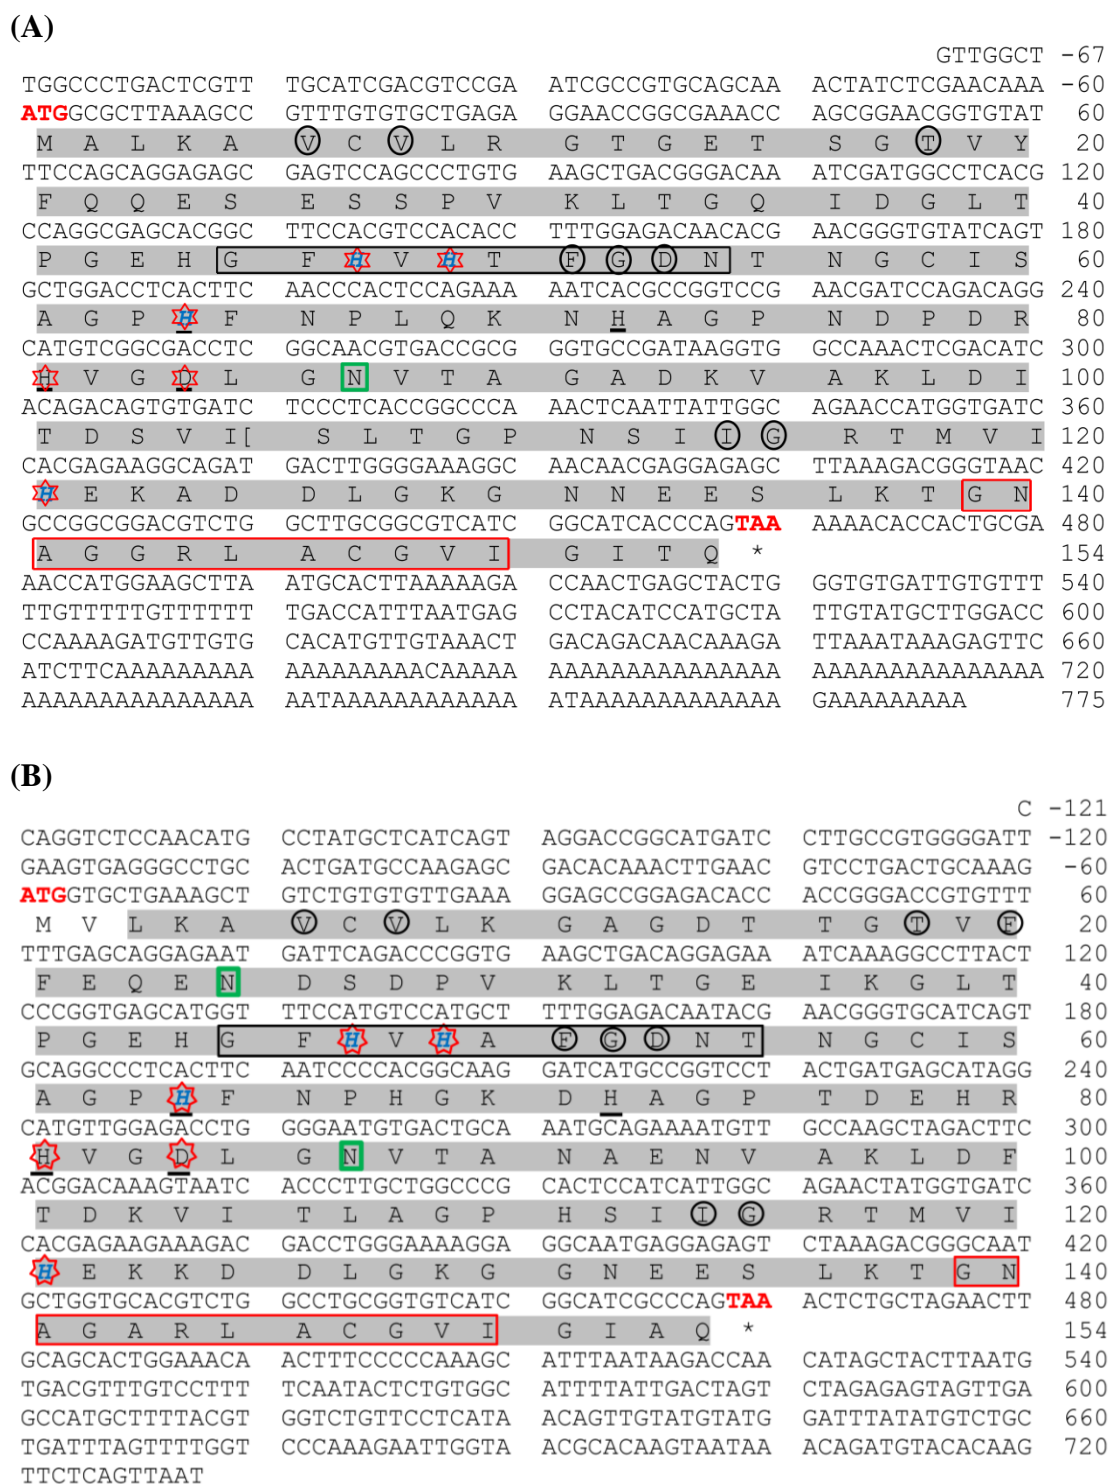 (A)
GTTGGCT -67
TGGCCCTGACTCGTT TGCATCGACGTCCGA ATCGCCGTGCAGCAA ACTATCTCGAACAAA -60
ATGGCGCTTAAAGCC GTTTGTGTGCTCCGA GGAACCGGCGAAACC AGCGGAACGGTGTAT 60
M A L K A V C V L R G T G E T S G T V Y 20
TTCCAGCAGGAGAGC GAGTCCAGCCCTGTG AAGCTGACGGGACAA ATCGATGGCCTCACG 120
F Q Q E S E S S P V K L T G Q I D G L T 40
CCAGGCGAGCACGGC TTCCACGTCCACACC TTTGGAGACAACACG AACGGGTGTATCAGT 180
P G E H G F H V H T F G D N T N G C I S 60
GCTGGACCTCACTTC AACCCACTCCAGAAA AATCACGCCGGTCCG AACGATCCAGACAGG 240
A G P H F N P L Q K N H A G P N D P D R 80
CATGTCGGCGACCTC GGCAACGTGACCGCG GGTGCCGATAAGGTG GCCAAACTCGACATC 300
H V G D L G N V T A G A D K V A K L D I 100
ACAGACAGTGTGATC TCCCTCACCGGCCCA AACTCAATTATTGGC AGAACCATGGTGATC 360
T D S V I[ S L T G P N S I I G R T M V I 120
CACGAGAAGGCAGAT GACTTGGGGAAAGGC AACAACGAGGAGAGC TTAAAGACGGGTAAC 420
H E K A D D L G K G N N E E S L K T G N 140
GCCGGCGGACGTCTG GCTTGCGGCGTCATC GGCATCACCCAGTAA AAAACACCACTGCGA 480
A G G R L A C G V I G I T Q * 154
AACCATGGAAGCTTA ATGCACTTAAAAAGA CCAACTGAGCTACTG GGTGTGATTGTGTTT 540
TTGTTTTTGTTTTTT TGACCATTTAATGAG CCTACATCCATGCTA TTGTATGCTTGGACC 600
CCAAAAGATGTTGTG CACATGTTGTAAACT GACAGACAACAAAGA TTAAATAAAGAGTTC 660
ATCTTCAAAAAAAAA AAAAAAAAACAAAAA AAAAAAAAAAAAAAA AAAAAAAAAAAAAAA 720
AAAAAAAAAAAAAAA AATAAAAAAAAAAAA ATAAAAAAAAAAAAA GAAAAAAAAA 775
(B)
C -121
CAGGTCTCCAACATG CCTATGCTCATCAGT AGGACCGGCATGATC CTTGCCGTGGGGATT -120
GAAGTGAGGGCCTGC ACTGATGCCAAGAGC GACACAAACTTGAAC GTCCTGACTGCAAAG -60
ATGGTGCTGAAAGCT GTCTGTGTGTTGAAA GGAGCCGGAGACACC ACCGGGACCGTGTTT 60
M V L K A V C V L K G A G D T T G T V F 20
TTTGAGCAGGAGAAT GATTCAGACCCGGTG AAGCTGACAGGAGAA ATCAAAGGCCTTACT 120
F E Q E N D S D P V K L T G E I K G L T 40
CCCGGTGAGCATGGT TTCCATGTCCATGCT TTTGGAGACAATACG AACGGGTGCATCAGT 180
P G E H G F H V H A F G D N T N G C I S 60
GCAGGCCCTCACTTC AATCCCCACGGCAAG GATCATGCCGGTCCT ACTGATGAGCATAGG 240
A G P H F N P H G K D H A G P T D E H R 80
CATGTTGGAGACCTG GGGAATGTGACTGCA AATGCAGAAAATGTT GCCAAGCTAGACTTC 300
H V G D L G N V T A N A E N V A K L D F 100
ACGGACAAAGTAATC ACCCTTGCTGGCCCG CACTCCATCATTGGC AGAACTATGGTGATC 360
T D K V I T L A G P H S I I G R T M V I 120
CACGAGAAGAAAGAC GACCTGGGAAAAGGA GGCAATGAGGAGAGT CTAAAGACGGGCAAT 420
H E K K D D L G K G G N E E S L K T G N 140
GCTGGTGCACGTCTG GCCTGCGGTGTCATC GGCATCGCCCAGTAA ACTCTGCTAGAACTT 480
A G A R L A C G V I G I A Q * 154
GCAGCACTGGAAACA ACTTTCCCCCAAAGC ATTTAATAAGACCAA CATAGCTACTTAATG 540
TGACGTTTGTCCTTT TCAATACTCTGTGGC ATTTTATTGACTAGT CTAGAGAGTAGTTGA 600
GCCATGCTTTTACGT GGTCTGTTCCTCATA ACAGTTGTATGTATG GATTTATATGTCTGC 660
TGATTTAGTTTTGGT CCCAAAGAATTGGTA ACGCACAAGTAATAA ACAGATGTACACAAG 720
TTCTCAGTTAAT